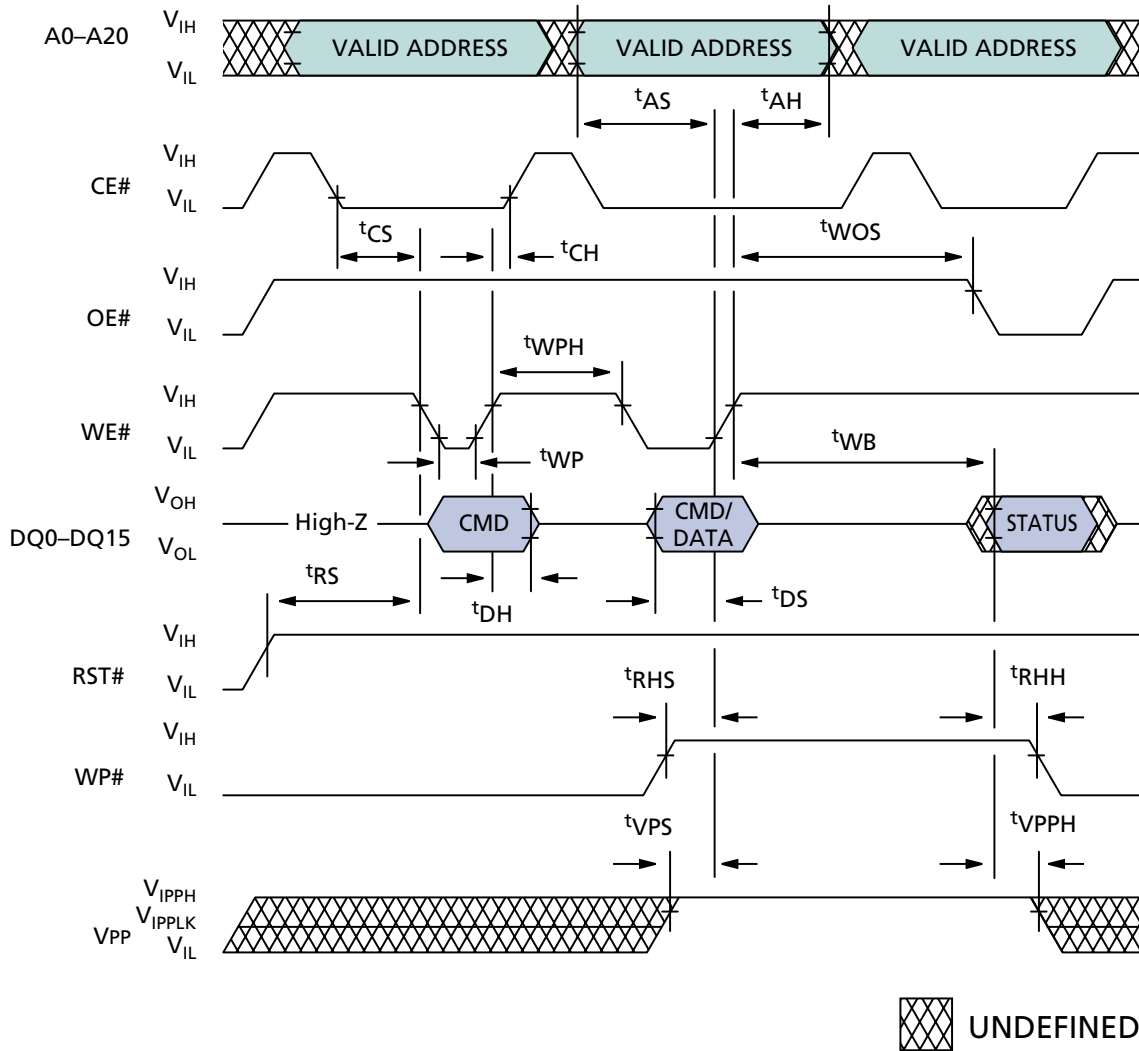 A0–A20
VIH
VIL
VALID ADDRESS
VALID ADDRESS
VALID ADDRESS
tAS
tAH
CE#
VIH
VIL
tCS
tCH
tWOS
OE#
VIH
VIL
tWPH
WE#
VIH
VIL
tWP
tWB
DQ0–DQ15
VOH
VOL
High-Z
CMD
CMD/
DATA
STATUS
tRS
tDH
tDS
RST#
VIH
VIL
tRHS
tRHH
WP#
VIH
VIL
tVPS
tVPPH
VPP
VIPPH
VIPPLK
VIL
UNDEFINED